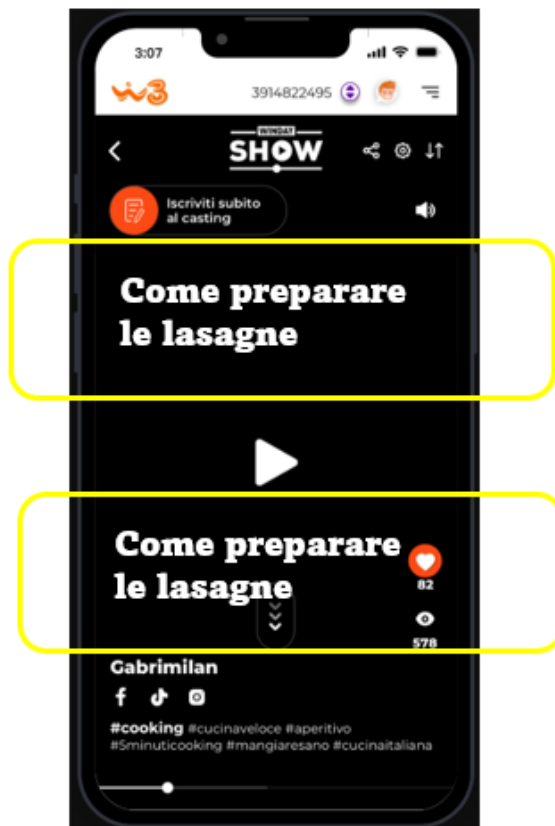 3:07
W3
3914822495
WINDAY
SHOW
Iscriviti subito
al casting
Come preparare
le lasagne
Come preparare
le lasagne
82
578
Gabrimilan
#cooking #cucinaveloce #aperitivo
#5minuticooking #mangiaresano #cucinaitaliana